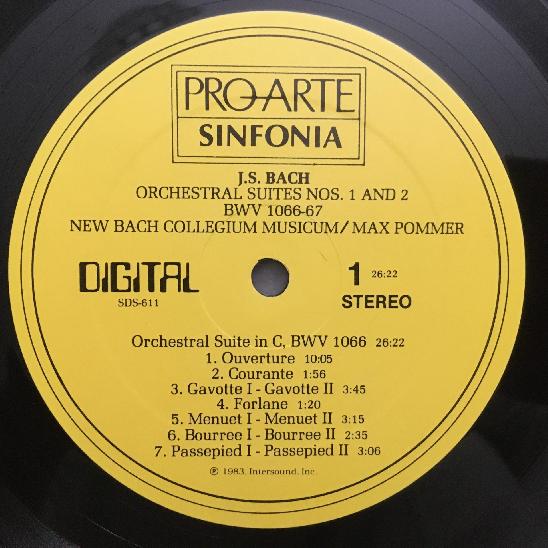 PRO-ARTE
SINFONIA
J.S. BACH
ORCHESTRAL SUITES NOS. 1 AND 2
BWV 1066-67
NEW BACH COLLEGIUM MUSICUM/MAX POMMER
DIGITAL
SDS-611
1 26:22
STEREO
Orchestral Suite in C, BWV 1066 26:22
1. Ouverture 10:05
2. Courante 1:56
3. Gavotte I - Gavotte II 3:45
4. Forlane 1:20
5. Menuet I - Menuet II 3:15
6. Bourree I - Bourree II 2:35
7. Passepied I - Passepied II 3:06
℗ 1983, Intersound, Inc.